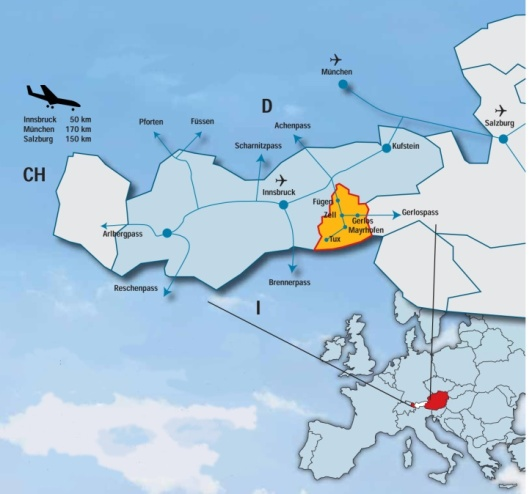 München
Salzburg
Innsbruck 50 km
München 170 km
Salzburg 150 km
D
Pforten
Füssen
Achenpass
Scharnitzpass
Kufstein
CH
Innsbruck
Fügen
Zell
Gerlos
Gerlospass
Mayrhofen
Tux
Arlbergpass
Reschenpass
Brennerpass
I